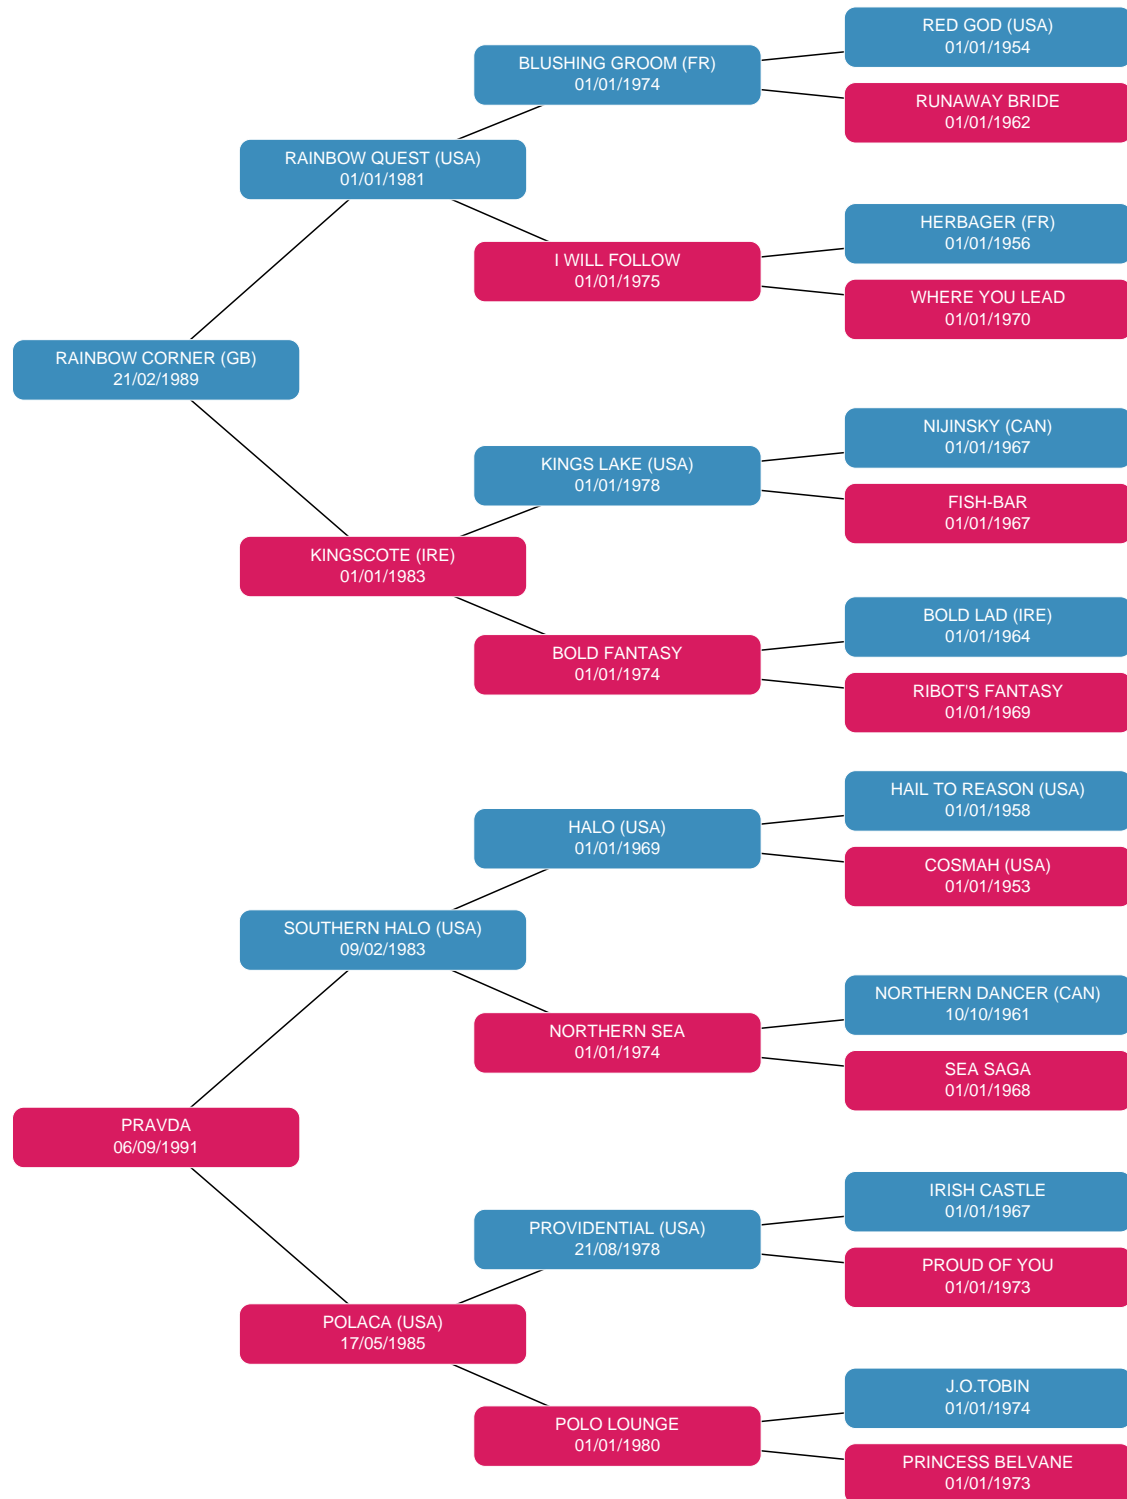 RED GOD (USA)
01/01/1954
BLUSHING GROOM (FR)
01/01/1974
RUNAWAY BRIDE
01/01/1962
RAINBOW QUEST (USA)
01/01/1981
HERBAGER (FR)
01/01/1956
I WILL FOLLOW
01/01/1975
WHERE YOU LEAD
01/01/1970
RAINBOW CORNER (GB)
21/02/1989
NIJINSKY (CAN)
01/01/1967
KINGS LAKE (USA)
01/01/1978
FISH-BAR
01/01/1967
KINGSCOTE (IRE)
01/01/1983
BOLD LAD (IRE)
01/01/1964
BOLD FANTASY
01/01/1974
RIBOT'S FANTASY
01/01/1969
HAIL TO REASON (USA)
01/01/1958
HALO (USA)
01/01/1969
COSMAH (USA)
01/01/1953
SOUTHERN HALO (USA)
09/02/1983
NORTHERN DANCER (CAN)
10/10/1961
NORTHERN SEA
01/01/1974
SEA SAGA
01/01/1968
PRAVDA
06/09/1991
IRISH CASTLE
01/01/1967
PROVIDENTIAL (USA)
21/08/1978
PROUD OF YOU
01/01/1973
POLACA (USA)
17/05/1985
J.O.TOBIN
01/01/1974
POLO LOUNGE
01/01/1980
PRINCESS BELVANE
01/01/1973